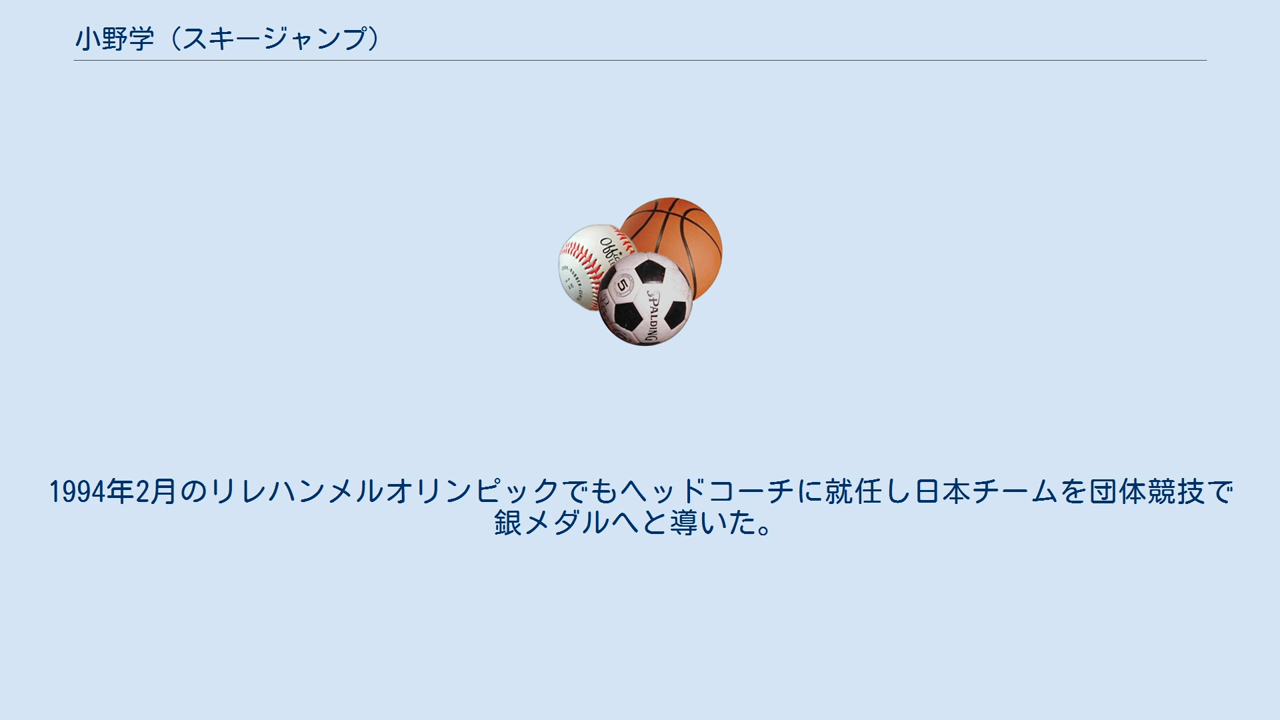 小野学（スキージャンプ）
Offici
5
SPALDING
1994年2月のリレハンメルオリンピックでもヘッドコーチに就任し日本チームを団体競技で
銀メダルへと導いた。